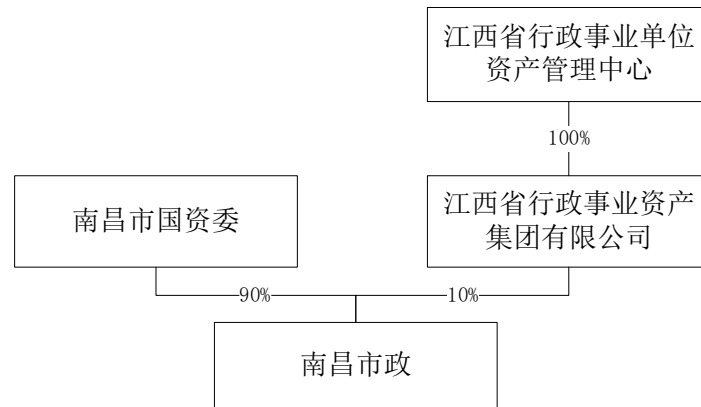 江西省行政事业单位
资产管理中心
100%
南昌市国资委
江西省行政事业资产
集团有限公司
90%
10%
南昌市政